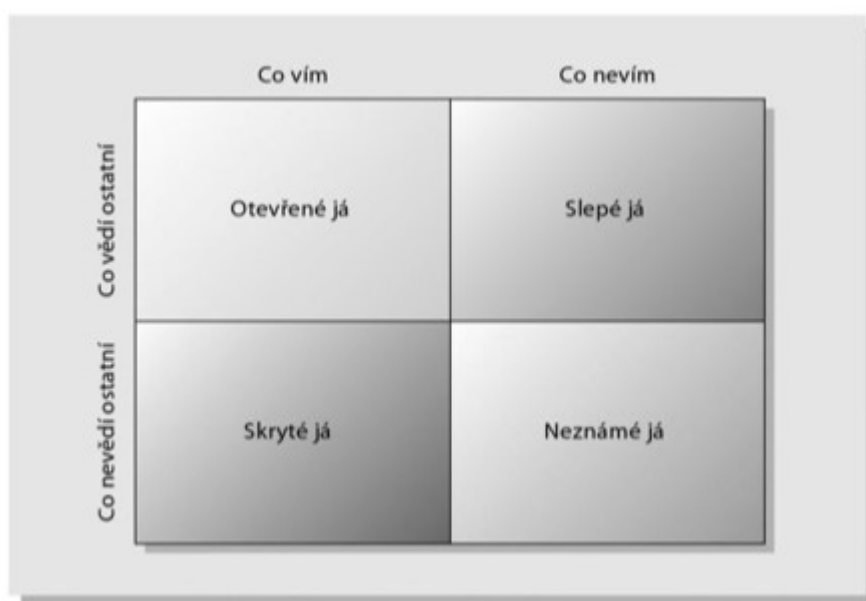 Co vím
Co nevím
Co vědí ostatní
Otevřené já
Slepé já
Co nevědí ostatní
Skryté já
Neznámé já